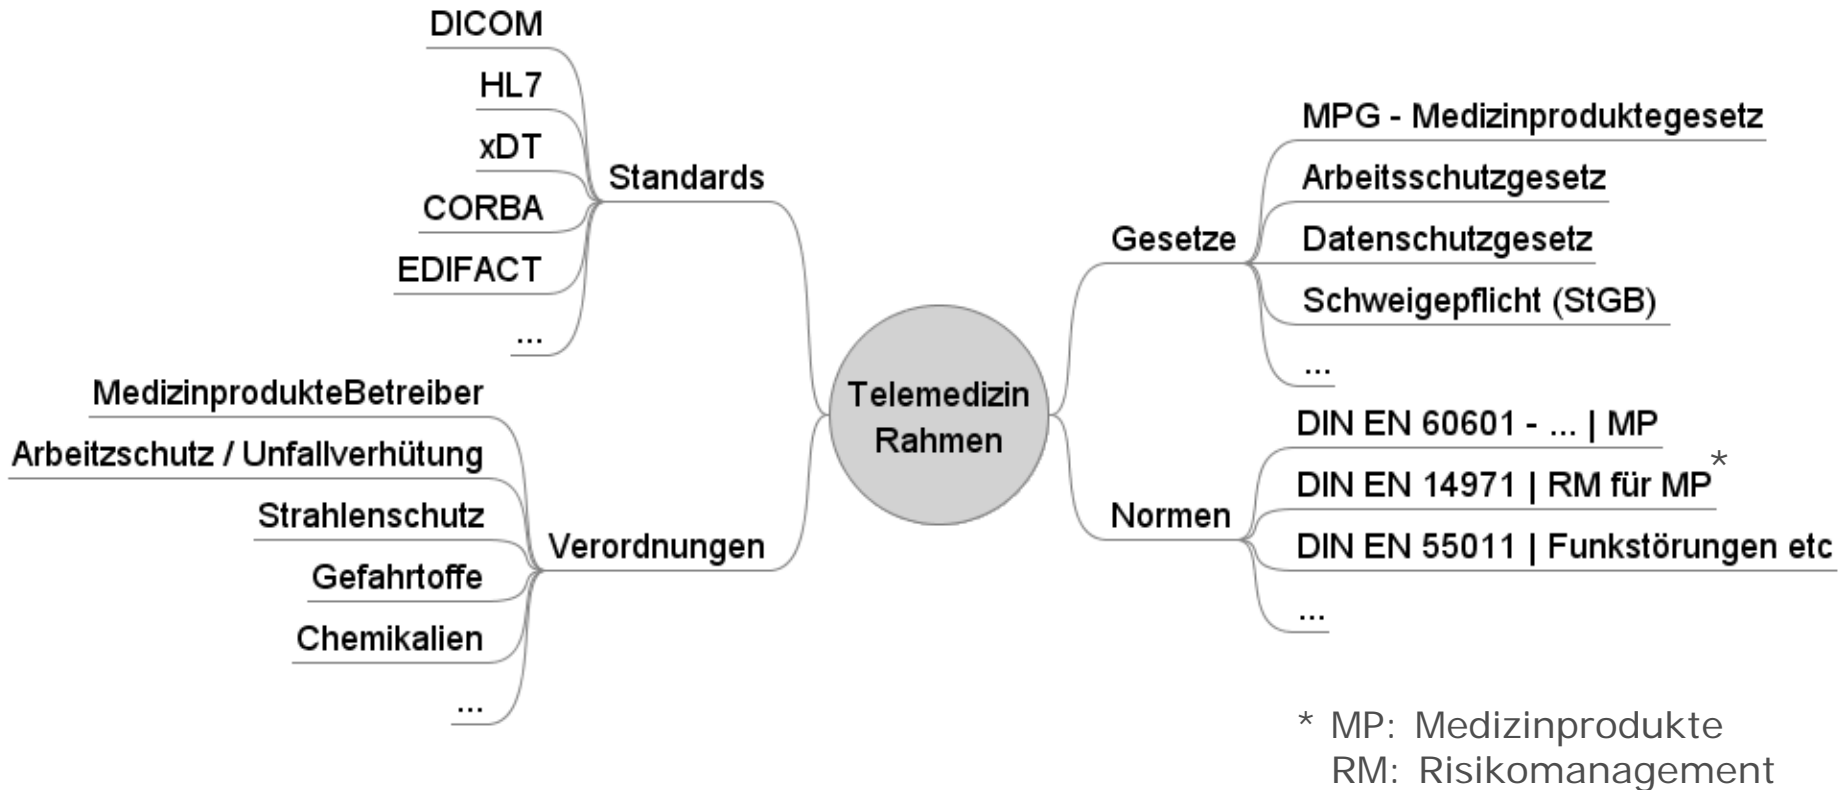 DICOM
HL7
xDT
CORBA
EDIFACT
...
Standards
MedizinprodukteBetreiber
Arbeitzschutz / Unfallverhütung
Strahlenschutz
Gefahrtoffe
Chemikalien
...
Verordnungen
Telemedizin
Rahmen
Gesetze
MPG - Medizinproduktegesetz
Arbeitsschutzgesetz
Datenschutzgesetz
Schweigepflicht (StGB)
...
Normen
DIN EN 60601 - ... | MP
DIN EN 14971 | RM für MP*
DIN EN 55011 | Funkstörungen etc
...
* MP: Medizinprodukte
RM: Risikomanagement